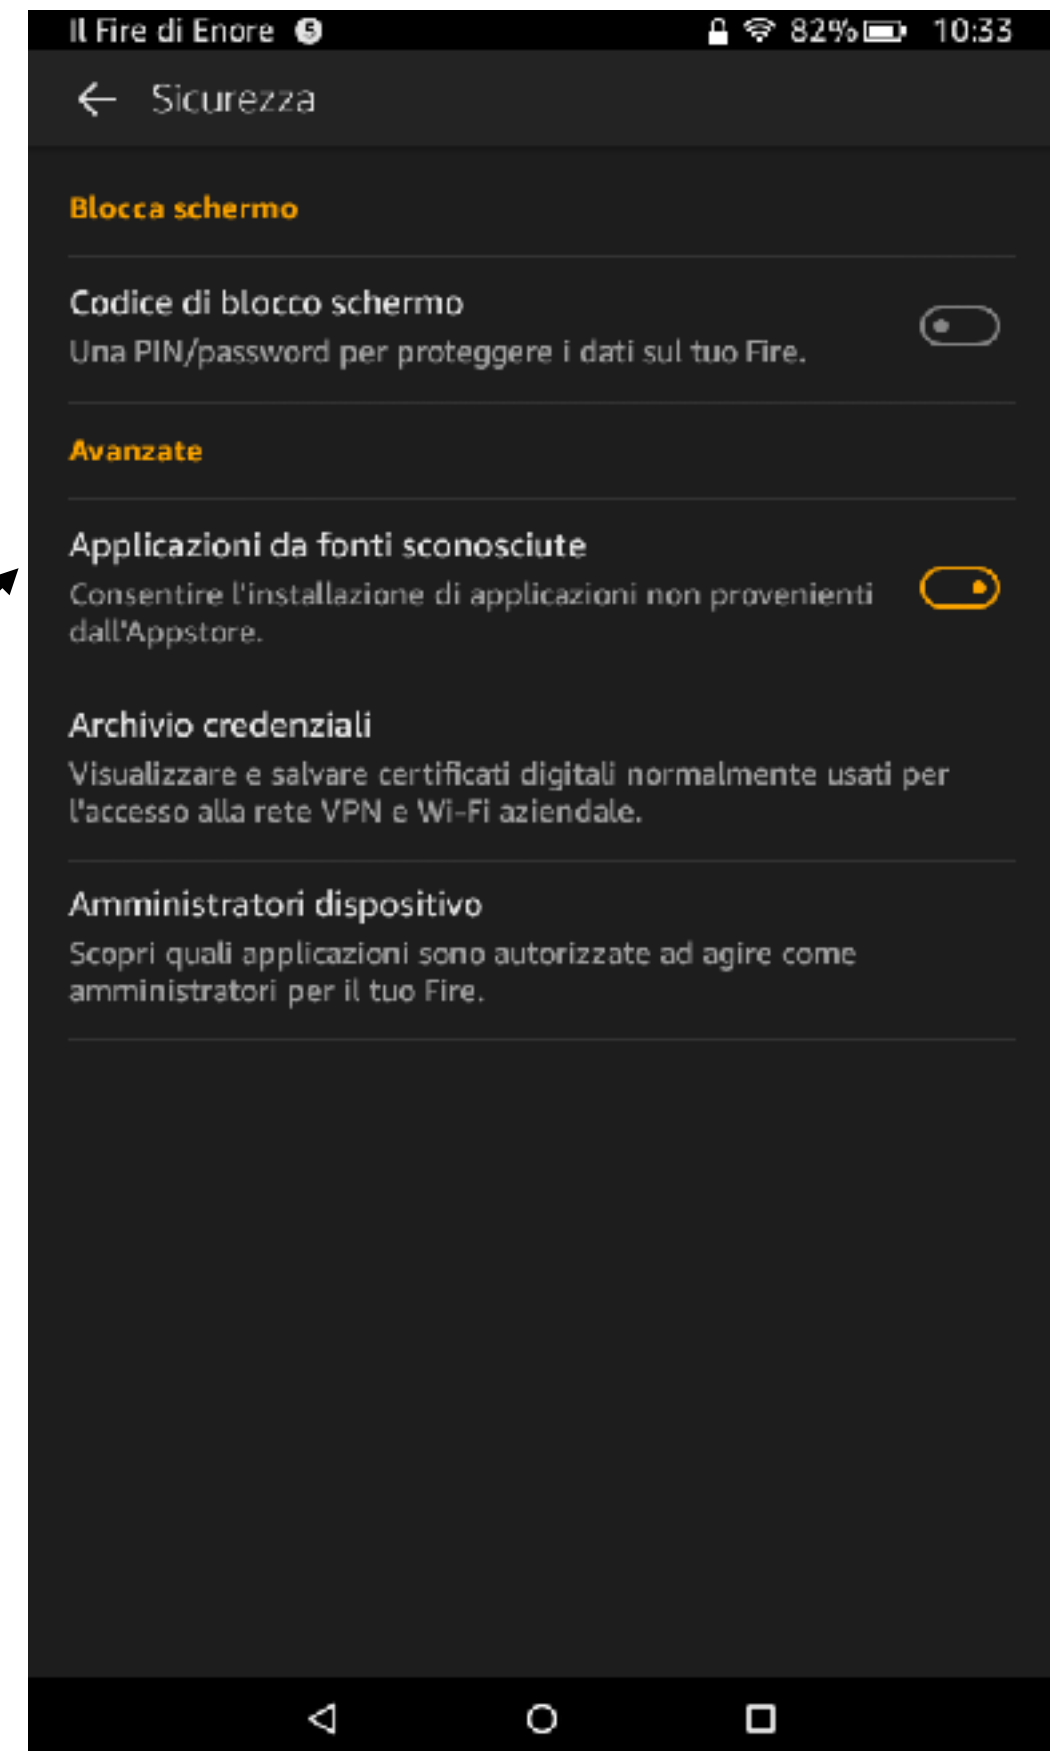 Il Fire di Enore 5 82% 10:33
Sicurezza
Blocca schermo
Codice di blocco schermo
Una PIN/password per proteggere i dati sul tuo Fire.
Avanzate
Applicazioni da fonti sconosciute
Consentire l'installazione di applicazioni non provenienti
dall'Appstore.
Archivio credenziali
Visualizzare e salvare certificati digitali normalmente usati per
l'accesso alla rete VPN e Wi-Fi aziendale.
Amministratori dispositivo
Scopri quali applicazioni sono autorizzate ad agire come
amministratori per il tuo Fire.